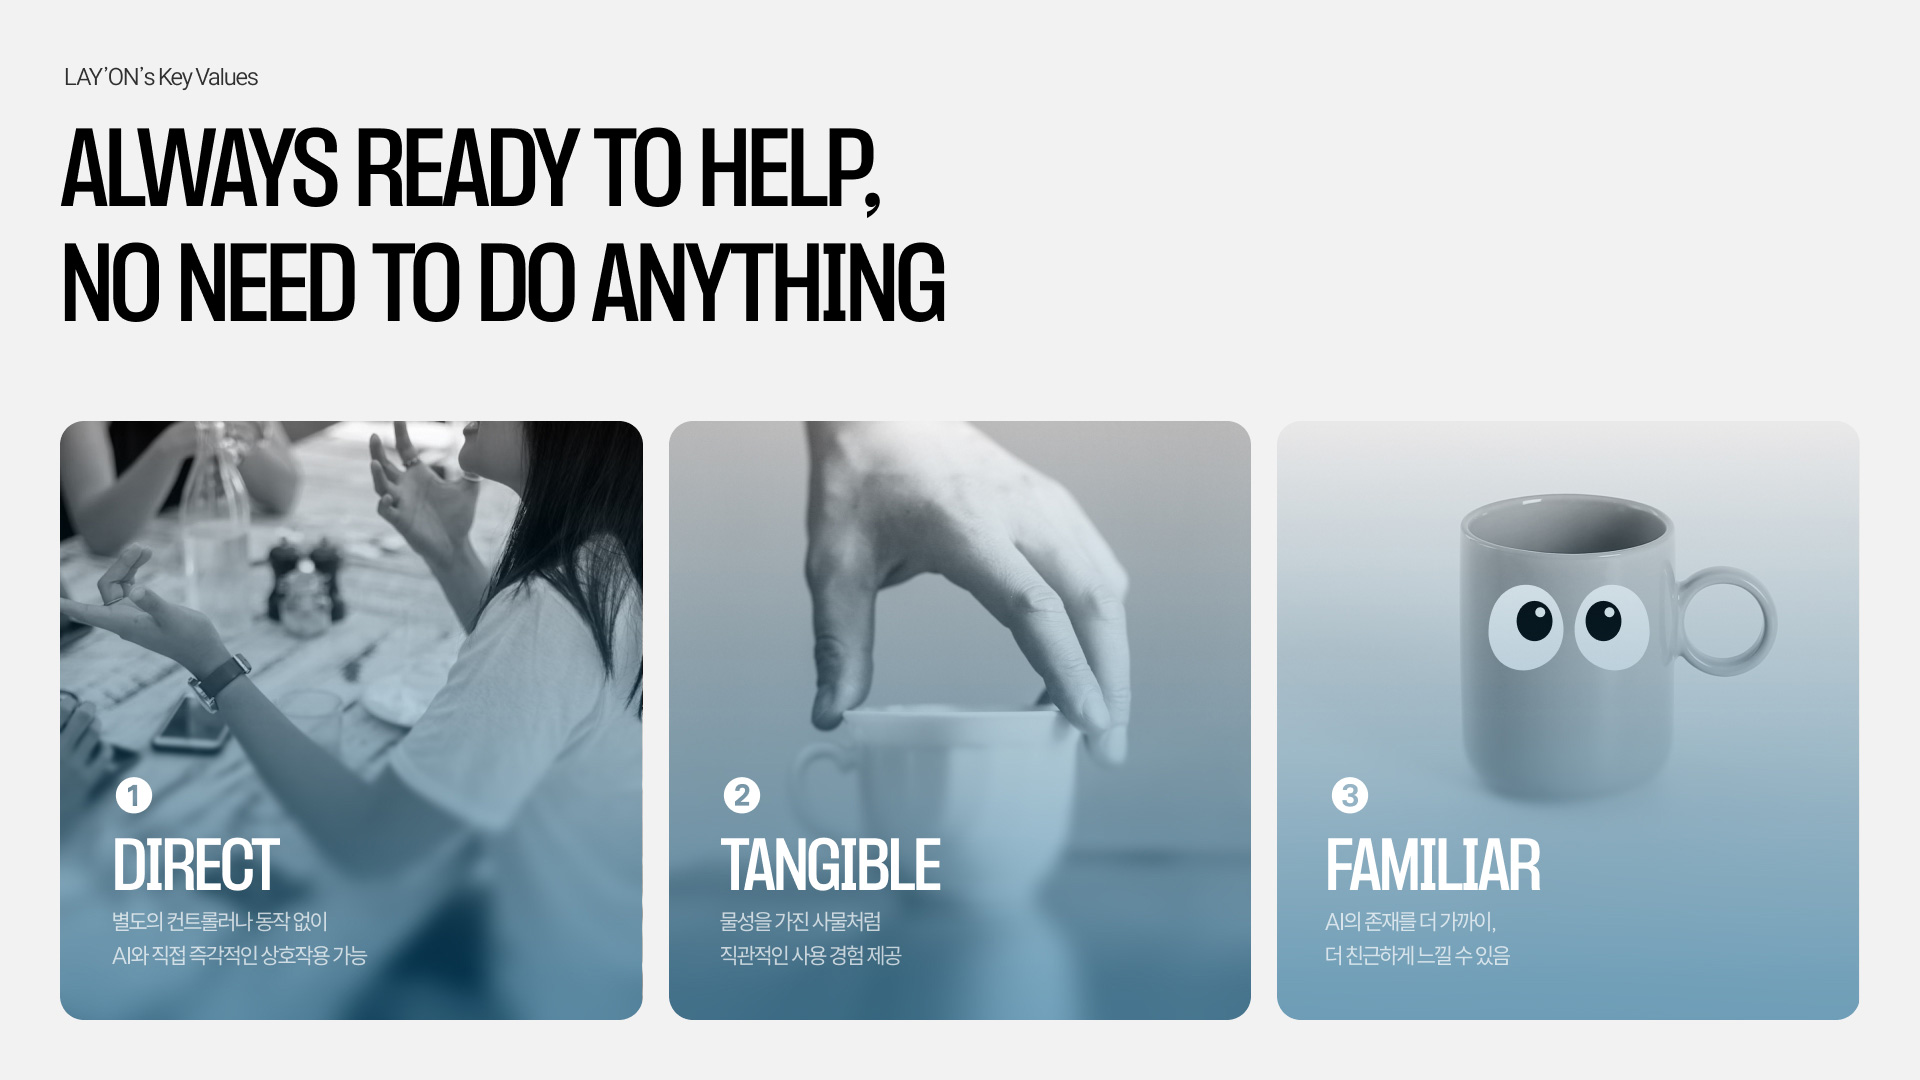 LAY’ON’s Key Values
ALWAYS READY TO HELP,
NO NEED TO DO ANYTHING
1
DIRECT
별도의 컨트롤러나 동작 없이
AI와 직접 즉각적인 상호작용 가능
2
TANGIBLE
물성을 가진 사물처럼
직관적인 사용 경험 제공
3
FAMILIAR
AI의 존재를 더 가까이,
더 친근하게 느낄 수 있음